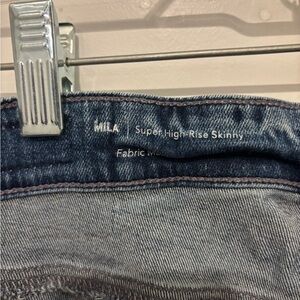 MILA | Super High-Rise Skinny
Fabric